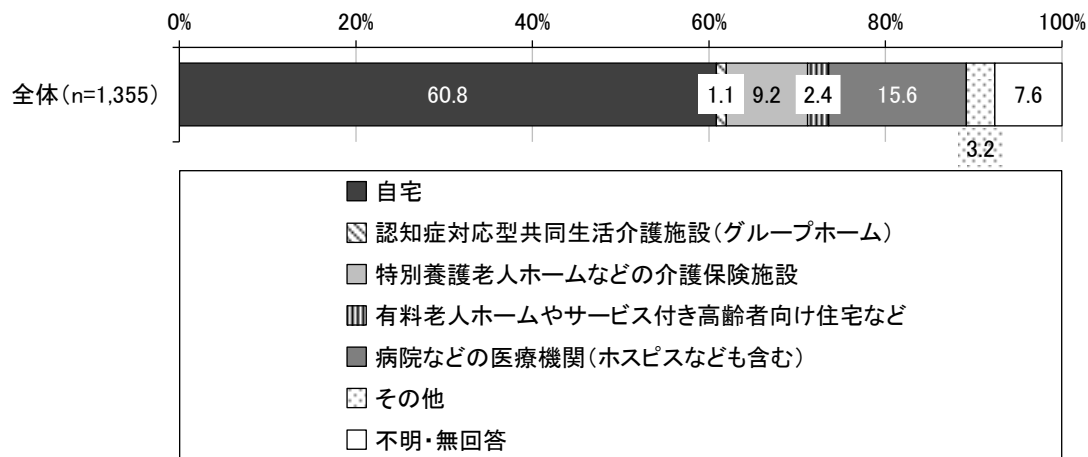 0% 20% 40% 60% 80% 100%
全体(n=1,355) 60.8 1.1 9.2 2.4 15.6 7.6
3.2
自宅
認知症対応型共同生活介護施設(グループホーム)
特別養護老人ホームなどの介護保険施設
有料老人ホームやサービス付き高齢者向け住宅など
病院などの医療機関(ホスピスなども含む)
その他
不明・無回答